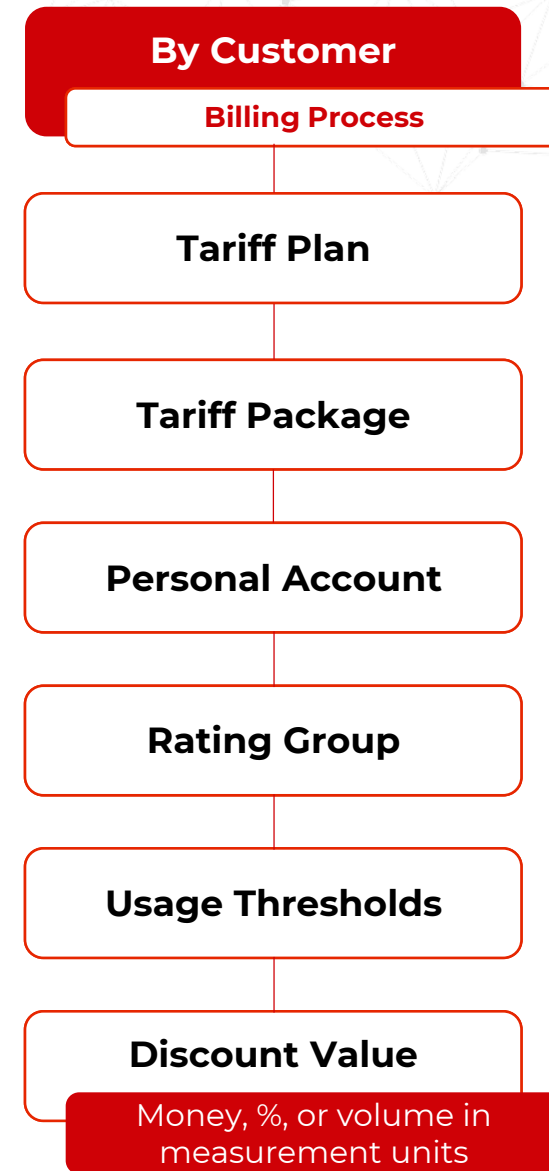 By Customer
Billing Process
Tariff Plan
Tariff Package
Personal Account
Rating Group
Usage Thresholds
Discount Value
Money, %, or volume in
measurement units